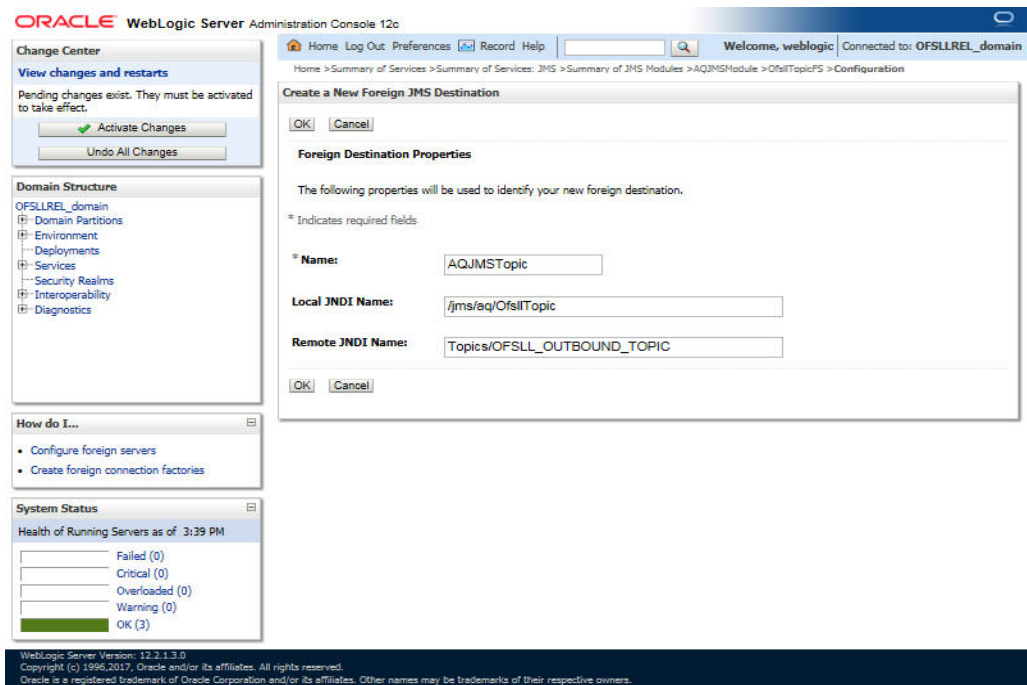 ORACLE WebLogic Server Administration Console 12c
Change Center
View changes and restarts
Pending changes exist. They must be activated
to take effect.
Activate Changes
Undo All Changes
Domain Structure
OFSLLREL_domain
Domain Partitions
Environment
Deployments
Services
Security Realms
Interoperability
Diagnostics
How do I...
Configure foreign servers
Create foreign connection factories
System Status
Health of Running Servers as of 3:39 PM
Failed (0)
Critical (0)
Overloaded (0)
Warning (0)
OK (3)
Home Log Out Preferences Record Help
Welcome, weblogic Connected to: OFSLLREL_domain
Home >Summary of Services >Summary of Services: JMS >Summary of JMS Modules >AQJMSModule >OfsllTopicFS >Configuration
Create a New Foreign JMS Destination
OK Cancel
Foreign Destination Properties
The following properties will be used to identify your new foreign destination.
* Indicates required fields
* Name: AQJMSTopic
Local JNDI Name: /jms/aq/OfsllTopic
Remote JNDI Name: Topics/OFSLL_OUTBOUND_TOPIC
OK Cancel
WebLogic Server Version: 12.2.1.3.0
Copyright (c) 1996,2017, Oracle and/or its affiliates. All rights reserved.
Oracle is a registered trademark of Oracle Corporation and/or its affiliates. Other names may be trademarks of their respective owners.